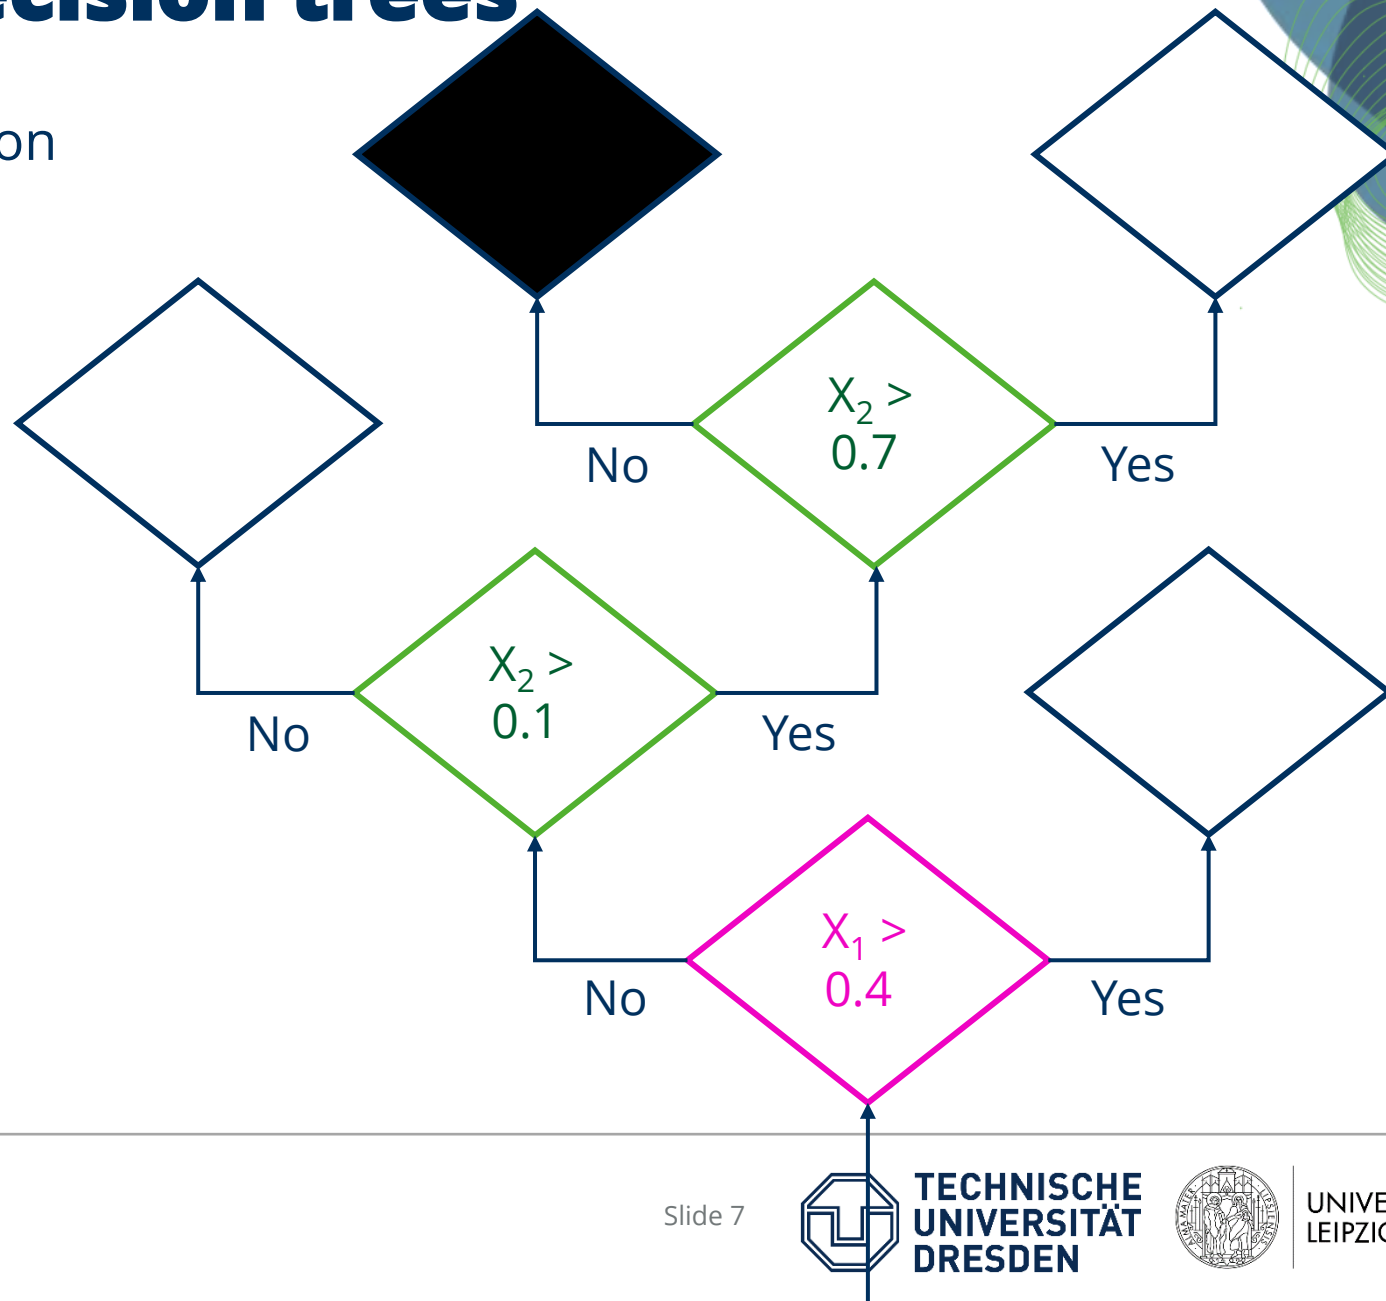 trees
on
X2 >
0.7
No
Yes
X2 >
0.1
No
Yes
X1 >
0.4
No
Yes
Slide 7
TECHNISCHE
UNIVERSITÄT
DRESDEN